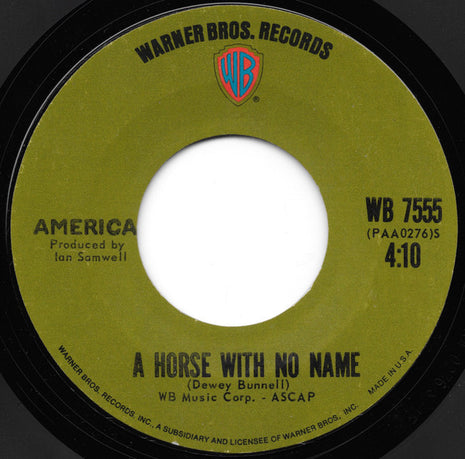 WARNER BROS. RECORDS
WB
®
AMERICA
Produced by
Ian Samwell
WB 7555
(PAA0276)S
4:10
A HORSE WITH NO NAME
(Dewey Bunnell)
WB Music Corp. - ASCAP
WARNER BROS. RECORDS INC., A SUBSIDIARY AND LICENSEE OF WARNER BROS., INC.
MADE IN U.S.A.